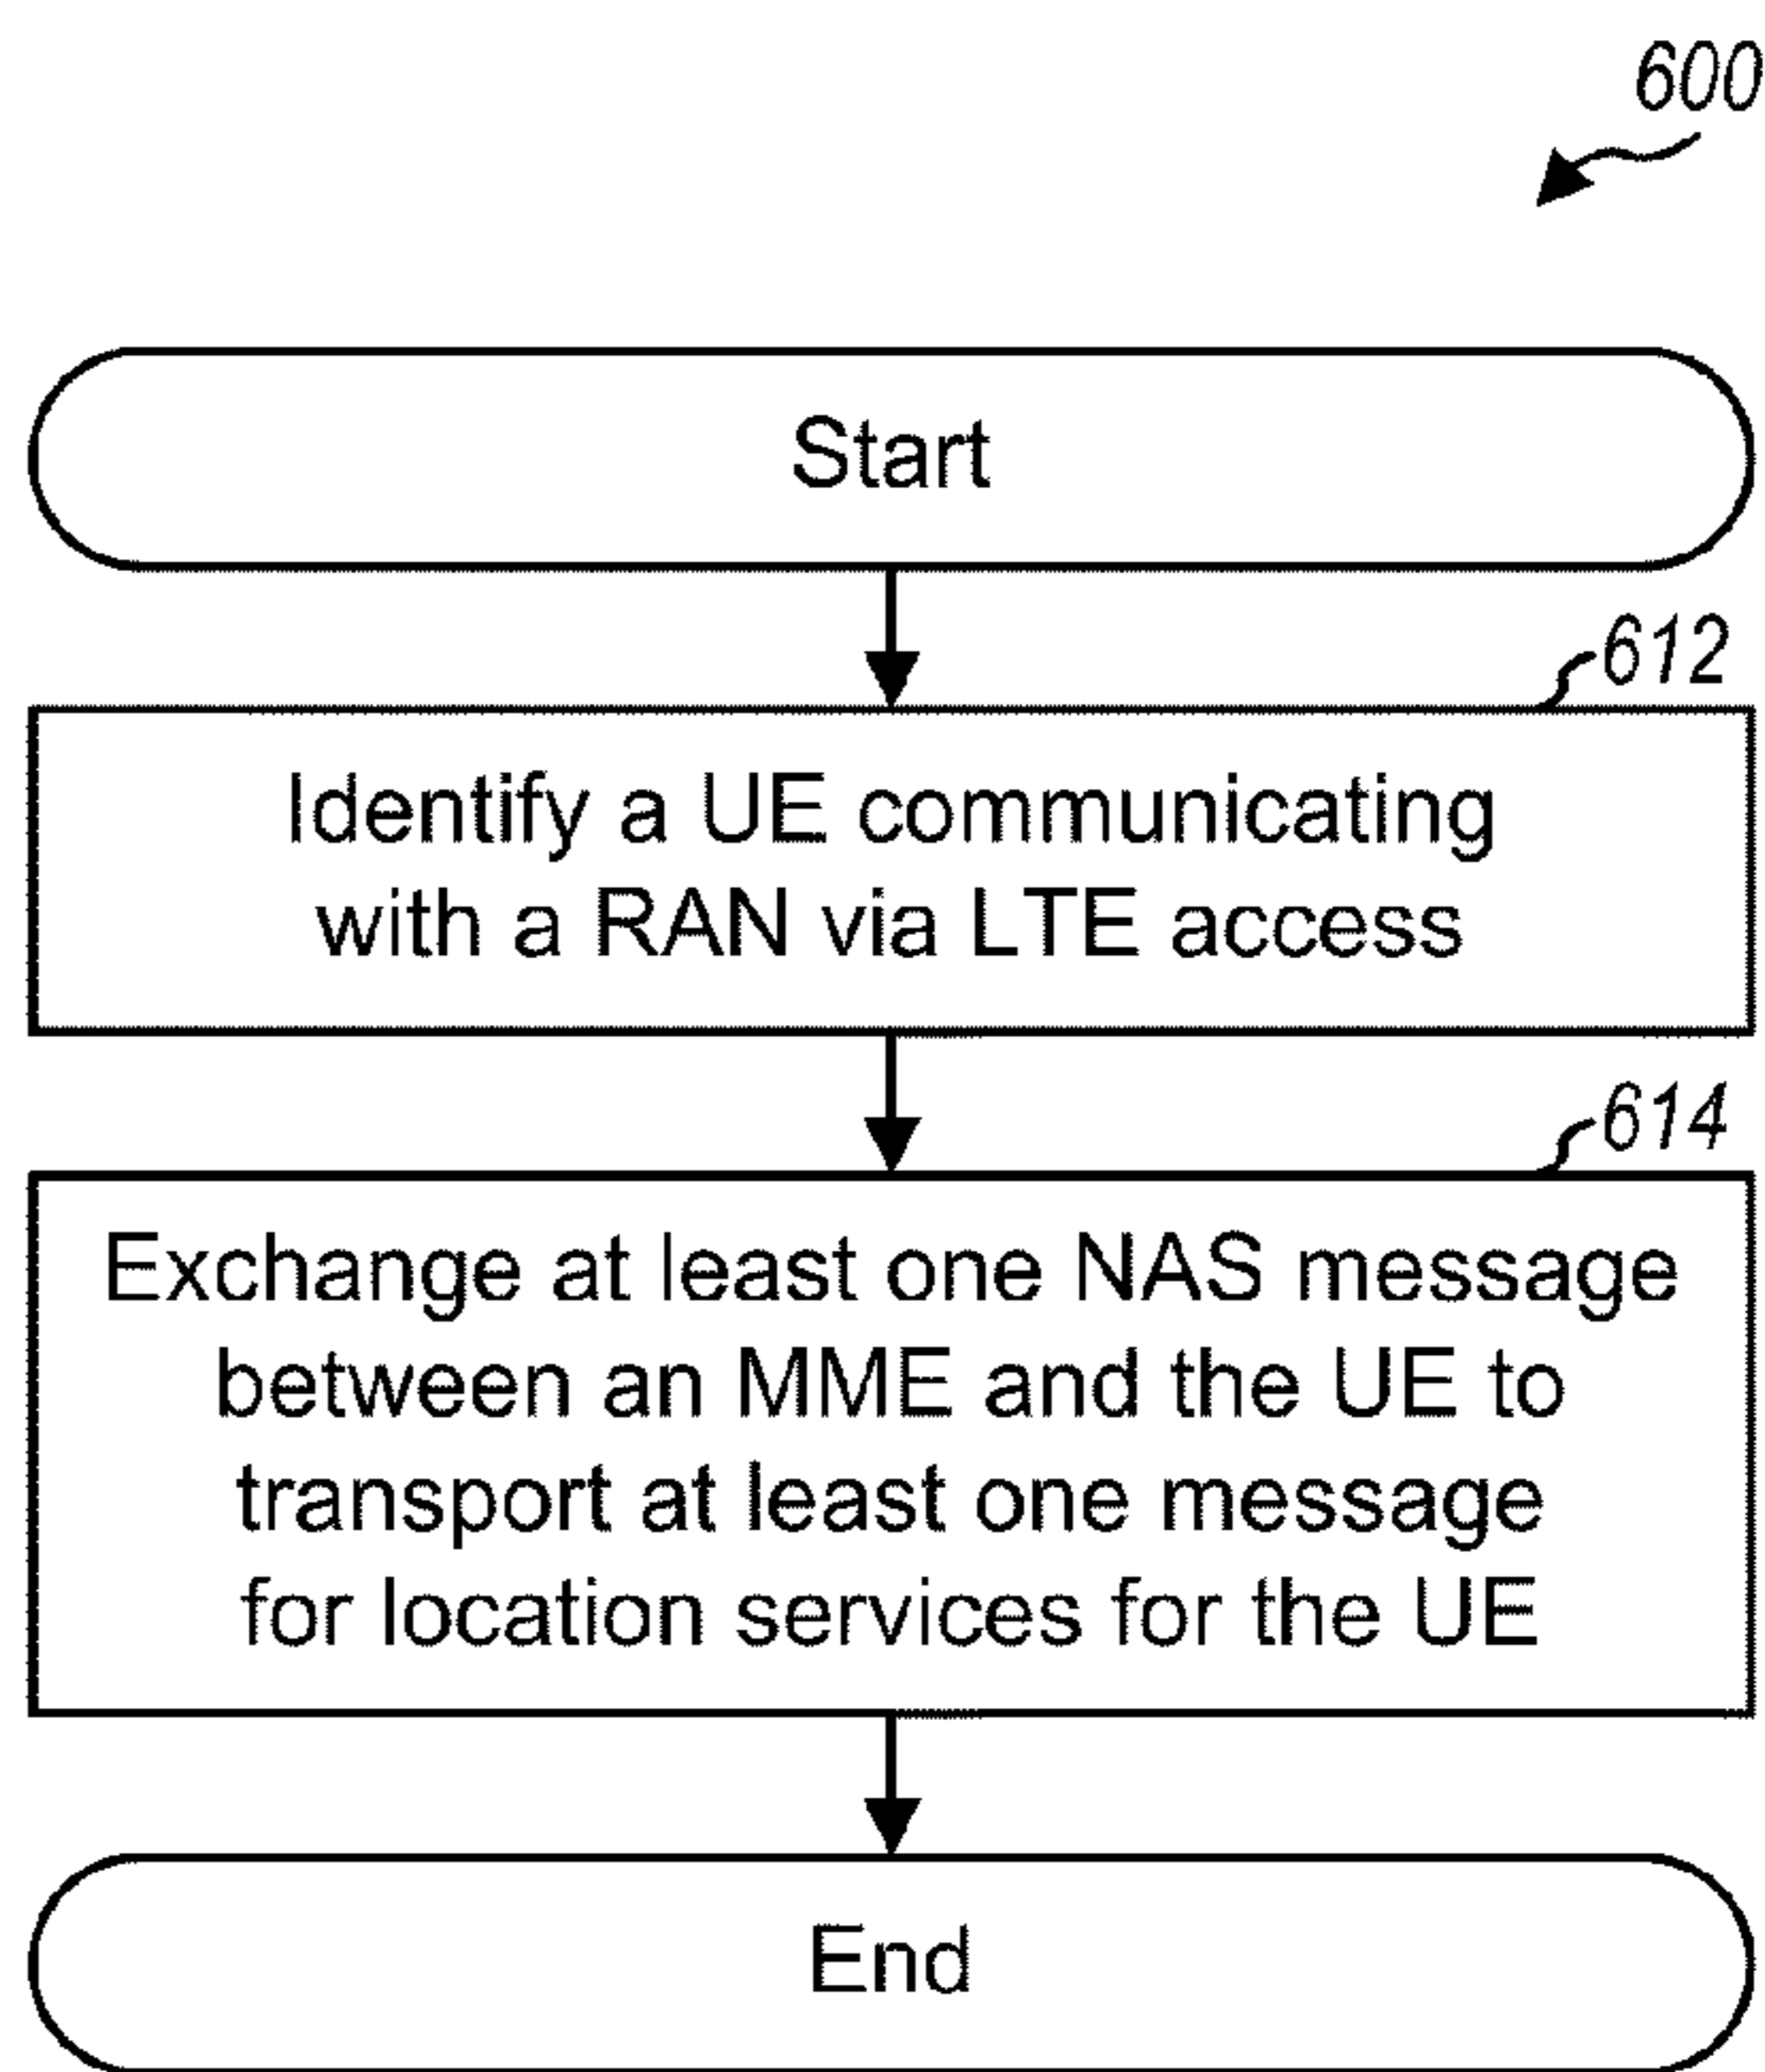 600
Start
612
Identify a UE communicating
with a RAN via LTE access
614
Exchange at least one NAS message
between an MME and the UE to
transport at least one message
for location services for the UE
End